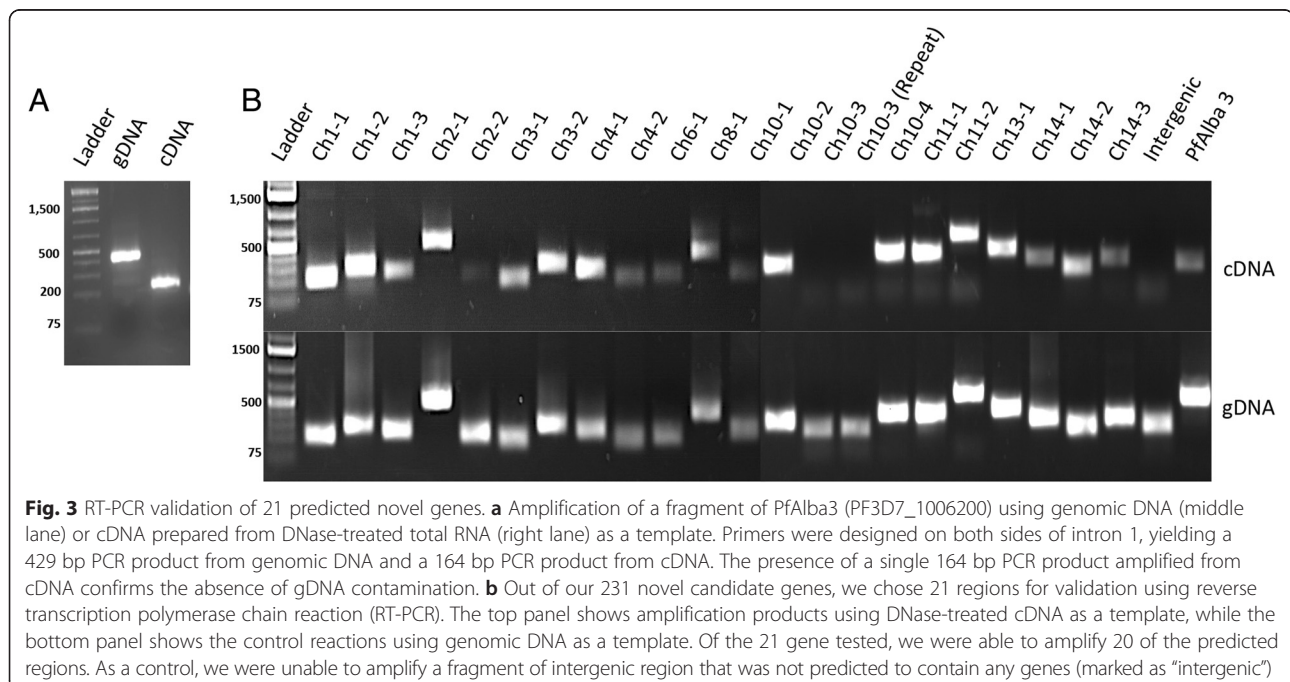 A
B
Ladder
gDNA
cDNA
Ladder
Ch1-1
Ch1-2
Ch1-3
Ch2-1
Ch2-2
Ch3-1
Ch3-2
Ch4-1
Ch4-2
Ch6-1
Ch8-1
Ch10-1
Ch10-2
Ch10-3
Ch10-3 (Repeat)
Ch10-4
Ch11-1
Ch11-2
Ch13-1
Ch14-1
Ch14-2
Ch14-3
Intergenic
PfAlba 3
1,500
500
200
75
1,500
500
75
cDNA
1500
500
75
gDNA
Fig. 3 RT-PCR validation of 21 predicted novel genes. a Amplification of a fragment of PfAlba3 (PF3D7_1006200) using genomic DNA (middle
lane) or cDNA prepared from DNase-treated total RNA (right lane) as a template. Primers were designed on both sides of intron 1, yielding a
429 bp PCR product from genomic DNA and a 164 bp PCR product from cDNA. The presence of a single 164 bp PCR product amplified from
cDNA confirms the absence of gDNA contamination. b Out of our 231 novel candidate genes, we chose 21 regions for validation using reverse
transcription polymerase chain reaction (RT-PCR). The top panel shows amplification products using DNase-treated cDNA as a template, while the
bottom panel shows the control reactions using genomic DNA as a template. Of the 21 gene tested, we were able to amplify 20 of the predicted
regions. As a control, we were unable to amplify a fragment of intergenic region that was not predicted to contain any genes (marked as “intergenic”)